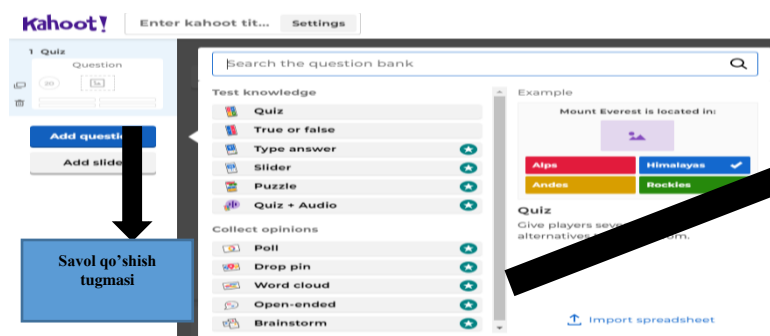 Kahoot!
Enter kahoot tit... Settings
1 Quiz
Question
20
Add question
Add slide
Savol qo'shish
tugmasi
Search the question bank
Test knowledge
Quiz
True or false
Type answer
Slider
Puzzle
Quiz + Audio
Collect opinions
Poll
Drop pin
Word cloud
Open-ended
Brainstorm
Example
Mount Everest is located in:
Alps
Himalayas
Andes
Rockies
Quiz
Give players
alternatives
Import spreadsheet